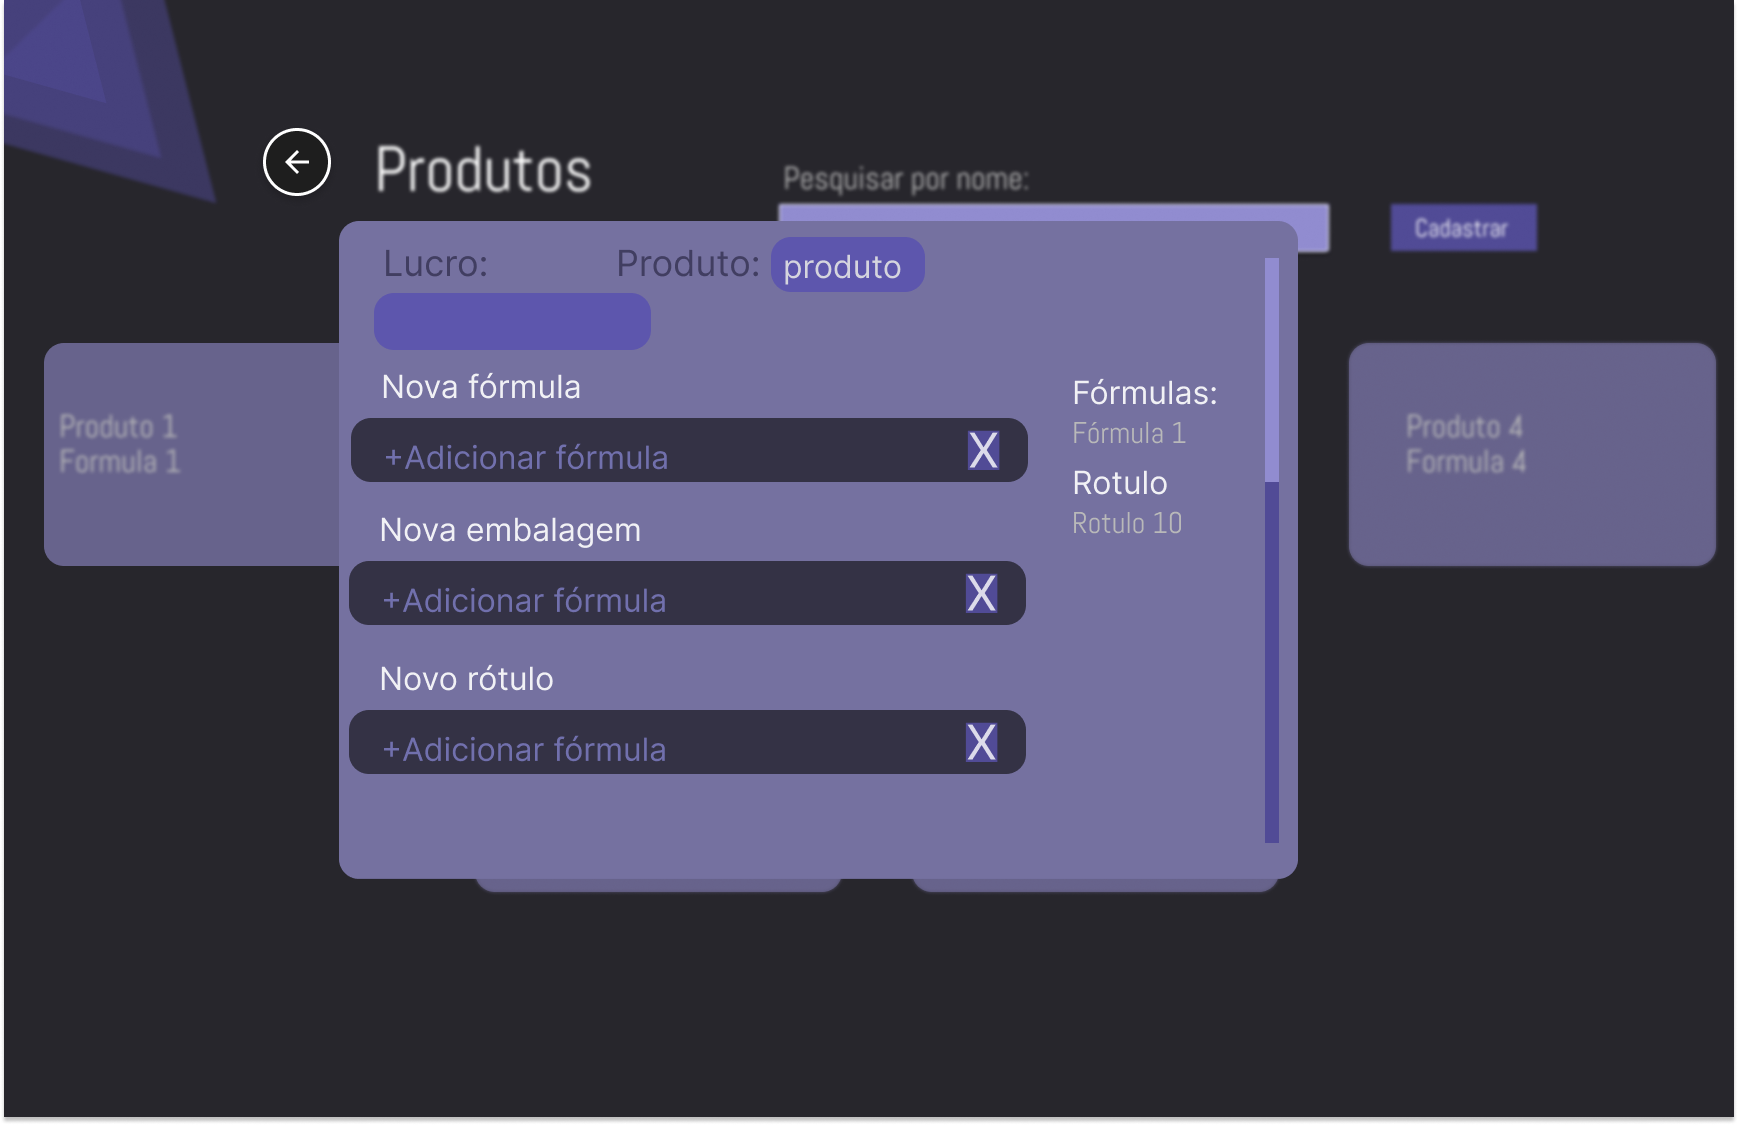 Produtos
Pesquisar por nome:
Cadastrar
Lucro:
Produto: produto
Nova fórmula
+Adicionar fórmula X
Nova embalagem
+Adicionar fórmula X
Novo rótulo
+Adicionar fórmula X
Fórmulas:
Fórmula 1
Rotulo
Rotulo 10
Produto 1
Formula 1
Produto 4
Formula 4